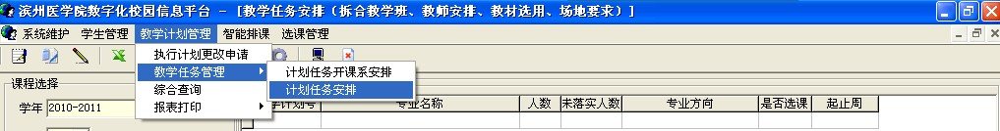 滨州医学院数字化校园信息平台 - [教学任务安排（拆合教学班、教师安排、教材选用、场地要求）]
系统维护 学生管理 教学计划管理 智能排课 选课管理
执行计划更改申请
教学任务管理
综合查询
报表打印
计划任务开课系安排
计划任务安排
课程选择
学年 2010-2011
学计划号 专业名称 人数 未落实人数 专业方向 是否选课 起止周